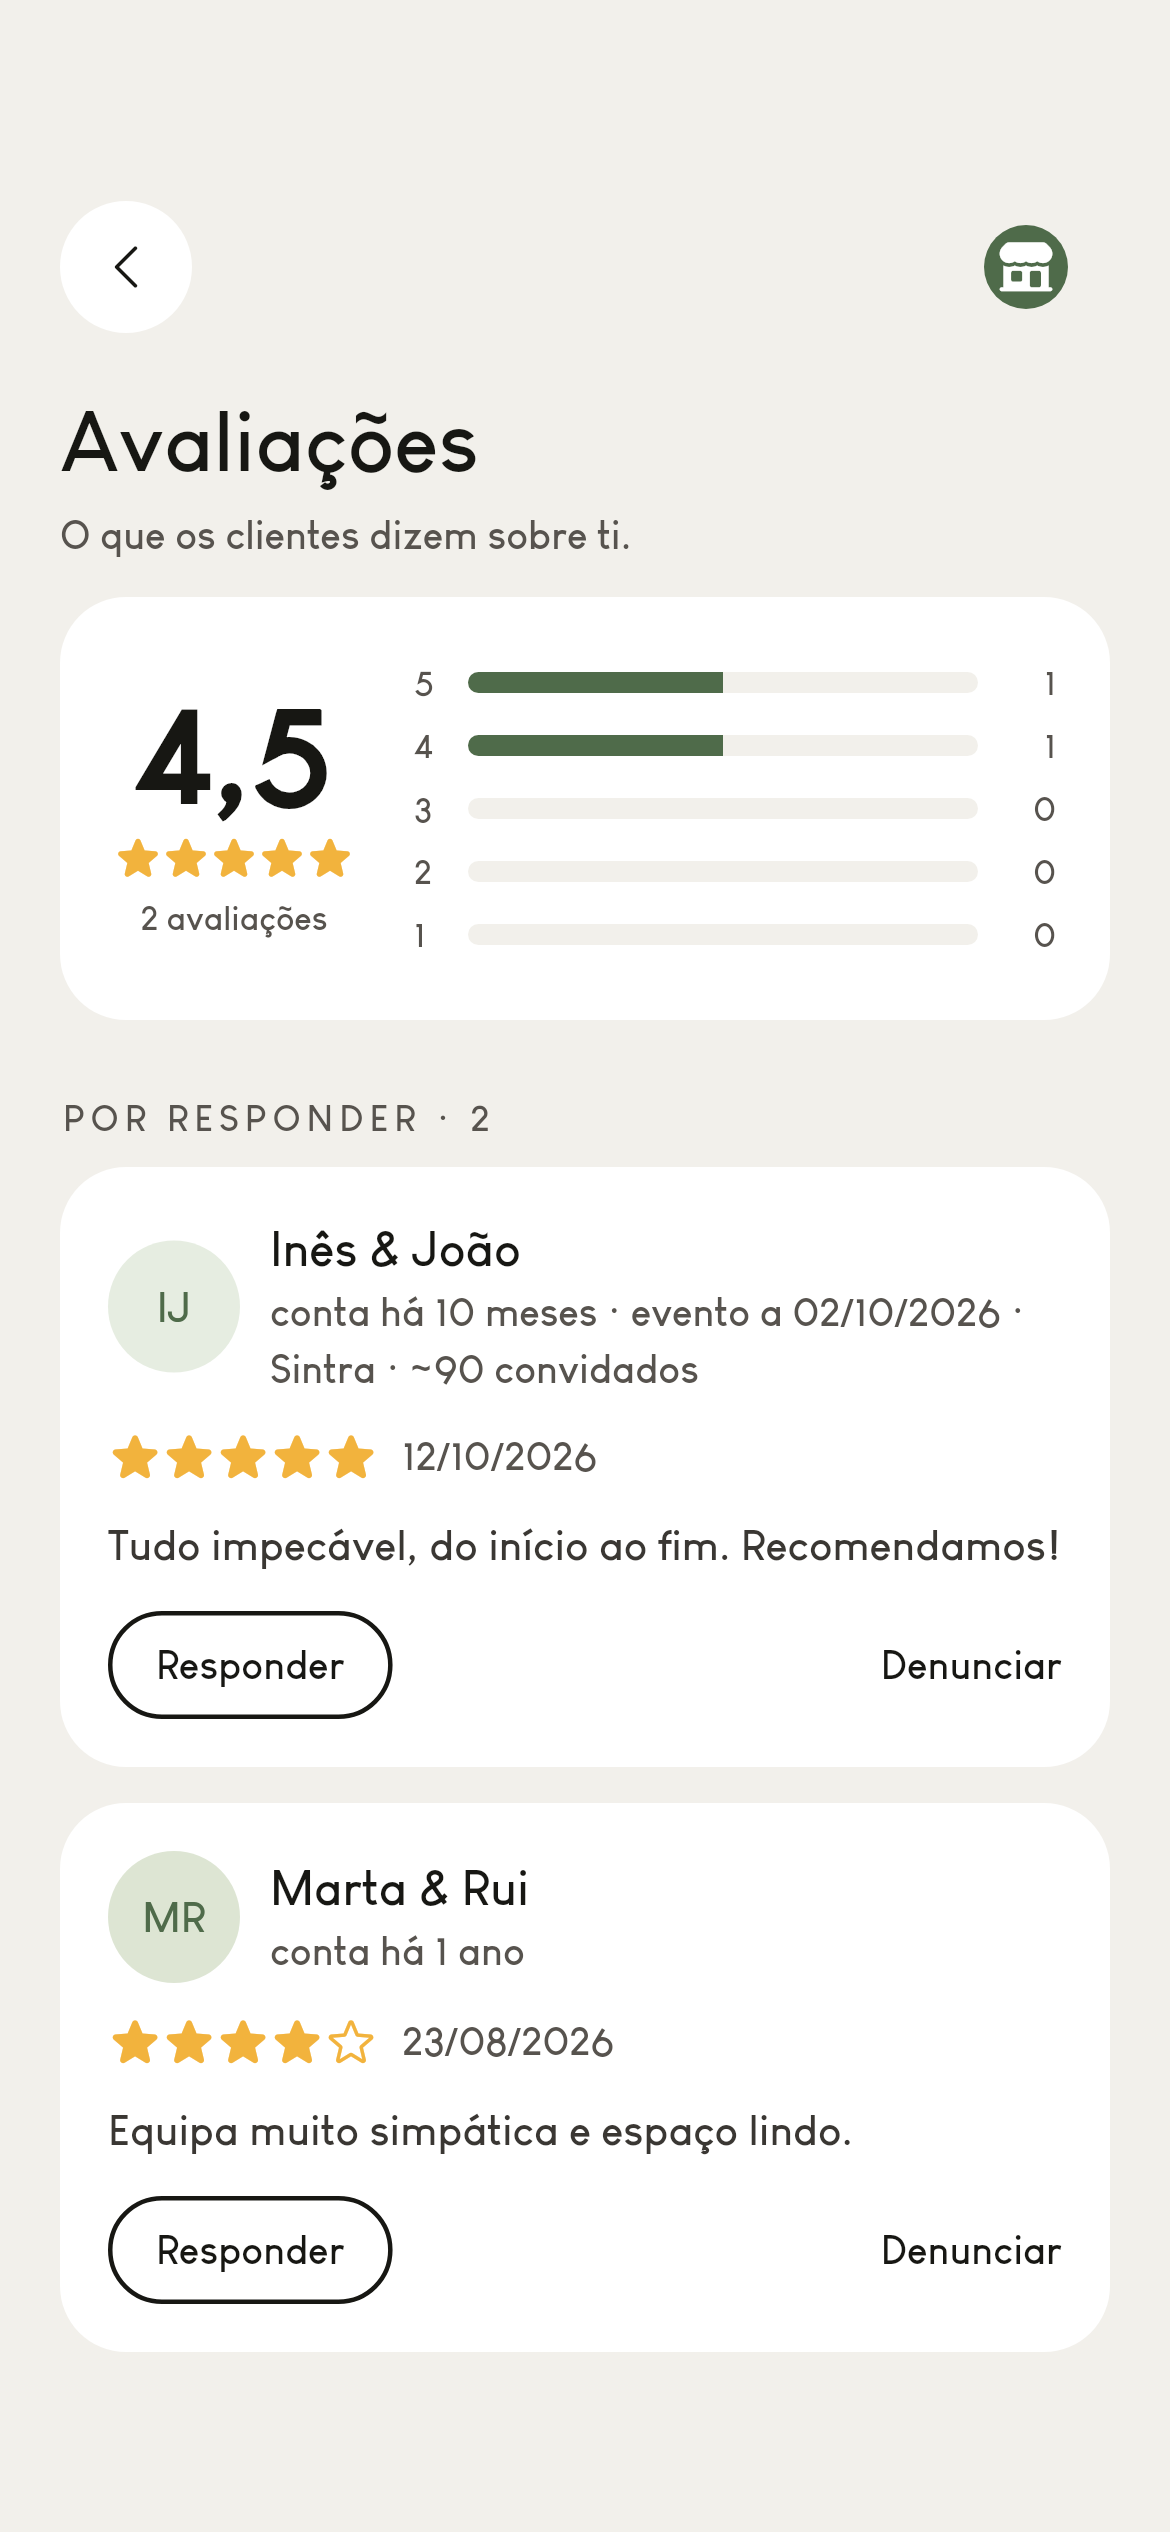 Avaliações
O que os clientes dizem sobre ti.
4,5
2 avaliações
5 1
4 1
3 0
2 0
1 0
POR RESPONDER · 2
IJ
Inês & João
conta há 10 meses · evento a 02/10/2026 ·
Sintra · ~90 convidados
12/10/2026
Tudo impecável, do início ao fim. Recomendamos!
Responder Denunciar
MR
Marta & Rui
conta há 1 ano
23/08/2026
Equipa muito simpática e espaço lindo.
Responder Denunciar